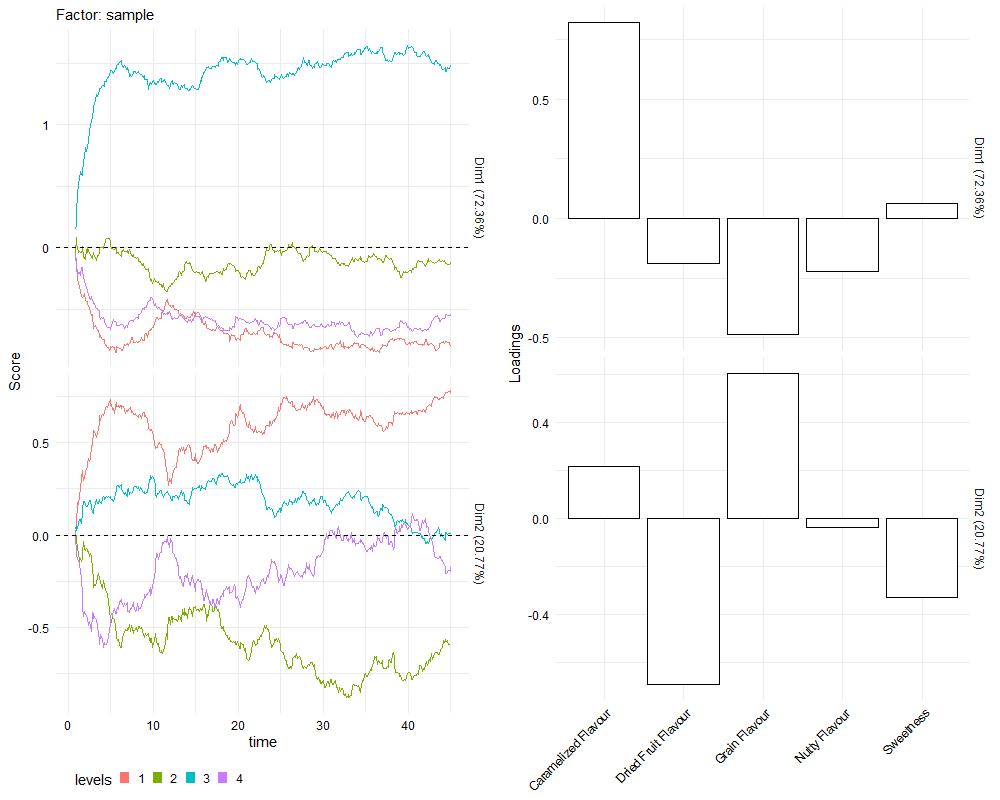 Factor: sample
Score
1
0
Dim1 (72.36%)
0.5
0.0
-0.5
Dim2 (20.77%)
0 10 20 30 40
time
levels 1 2 3 4
Loadings
0.5
0.0
-0.5
Dim1 (72.36%)
0.4
0.0
-0.4
Dim2 (20.77%)
Caramelized Flavour
Dried Fruit Flavour
Grain Flavour
Nutty Flavour
Sweetness